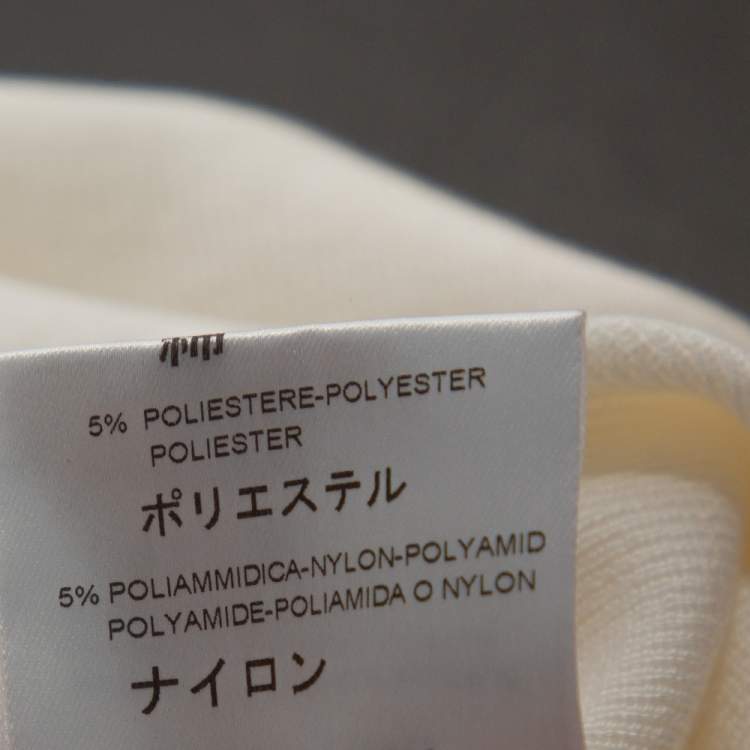 5% POLIESTERE-POLYESTER
POLIESTER
ポリエステル
5% POLIAMMIDICA-NYLON-POLYAMID
POLYAMIDE-POLIAMIDA O NYLON
ナイロン